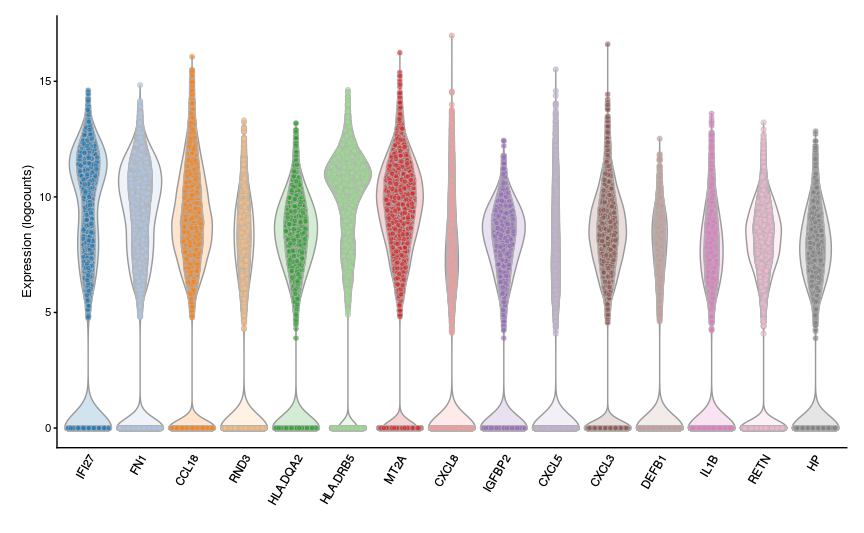 Expression (logcounts)
15
10
5
0
IFI27
FN1
CCL18
RND3
HLA.DQA2
HLA.DRB5
MT2A
CXCL8
IGFBP2
CXCL5
CXCL3
DEFB1
IL1B
RETN
HP